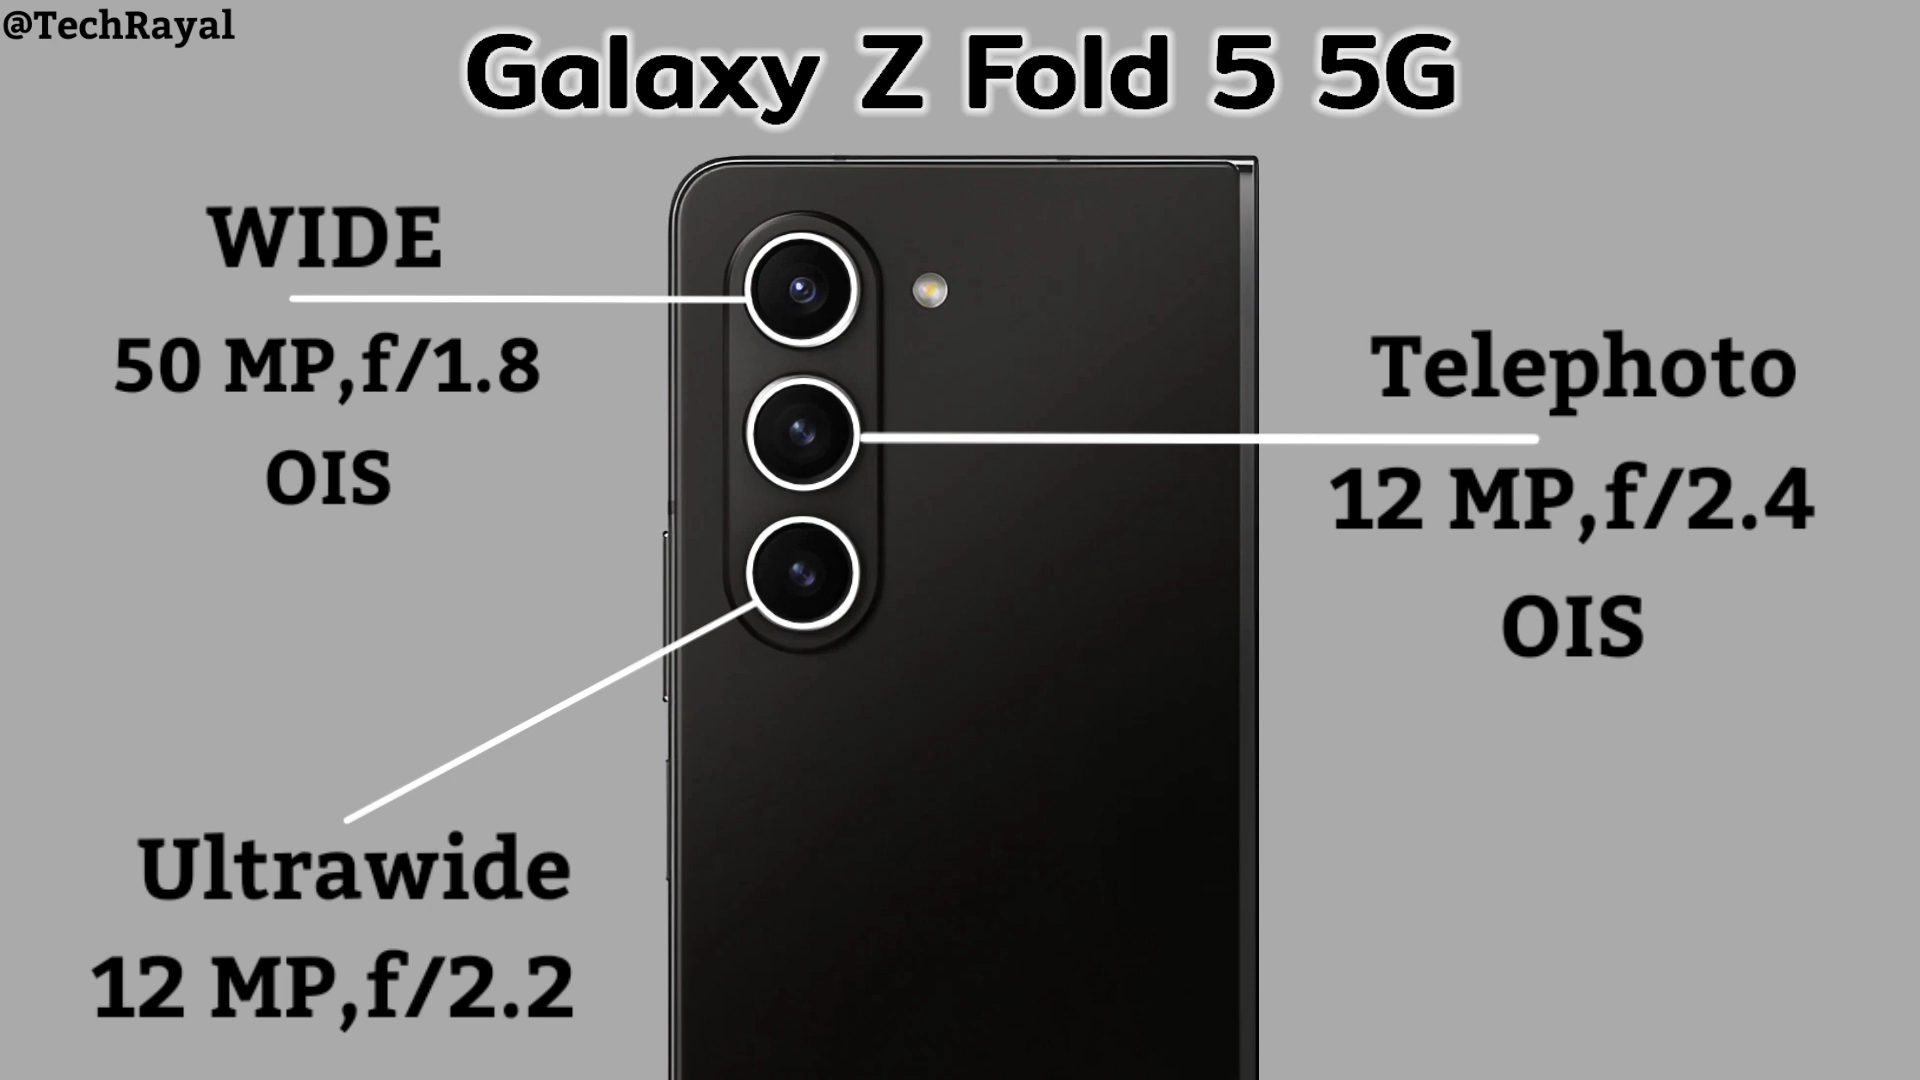 @TechRayal
Galaxy Z Fold 5 5G
WIDE
50 MP,f/1.8
OIS
Telephoto
12 MP,f/2.4
OIS
Ultrawide
12 MP,f/2.2